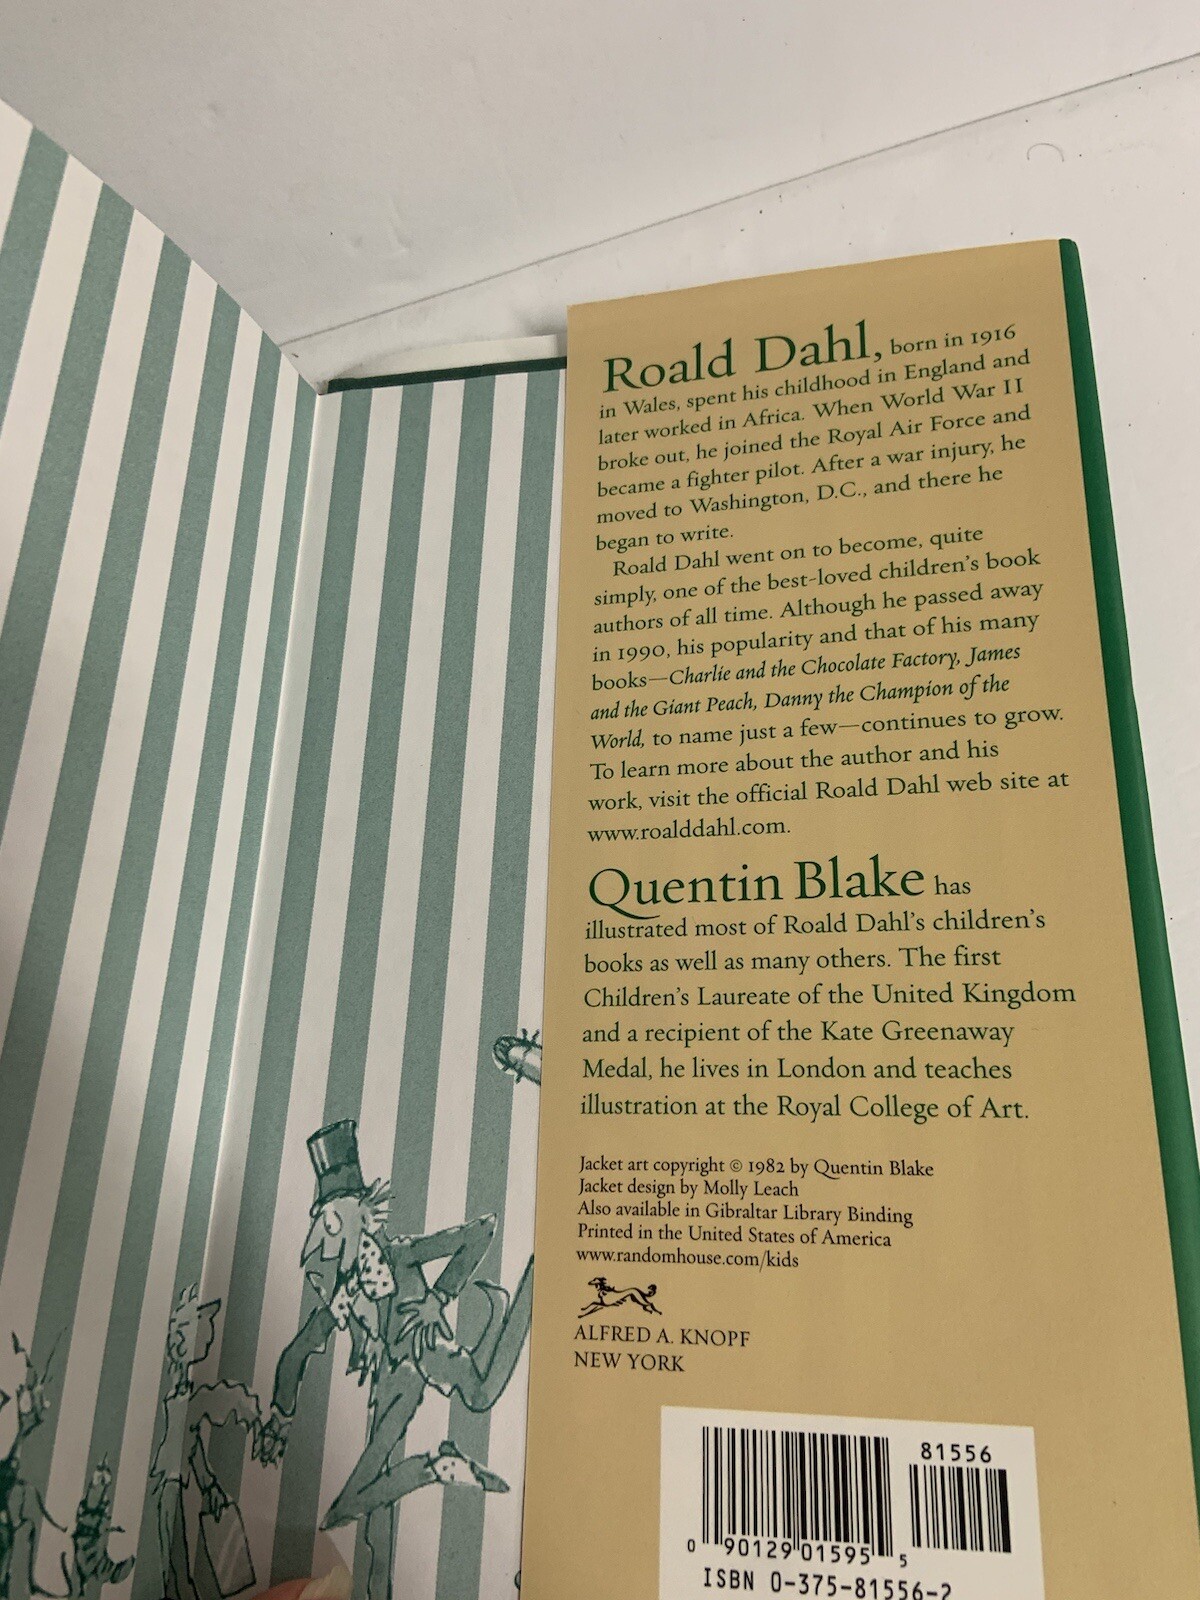 Roald Dahl, born in 1916
in Wales, spent his childhood in England and
later worked in Africa. When World War II
broke out, he joined the Royal Air Force and
became a fighter pilot. After a war injury, he
moved to Washington, D.C., and there he
began to write.
Roald Dahl went on to become, quite
simply, one of the best-loved children's book
authors of all time. Although he passed away
in 1990, his popularity and that of his many
books—Charlie and the Chocolate Factory, James
and the Giant Peach, Danny the Champion of the
World, to name just a few—continues to grow.
To learn more about the author and his
work, visit the official Roald Dahl web site at
www.roalddahl.com.
Quentin Blake has
illustrated most of Roald Dahl's children's
books as well as many others. The first
Children's Laureate of the United Kingdom
and a recipient of the Kate Greenaway
Medal, he lives in London and teaches
illustration at the Royal College of Art.
Jacket art copyright © 1982 by Quentin Blake
Jacket design by Molly Leach
Also available in Gibraltar Library Binding
Printed in the United States of America
www.randomhouse.com/kids
ALFRED A. KNOPF
NEW YORK
81556
0 90129 01595 5
ISBN 0-375-81556-2